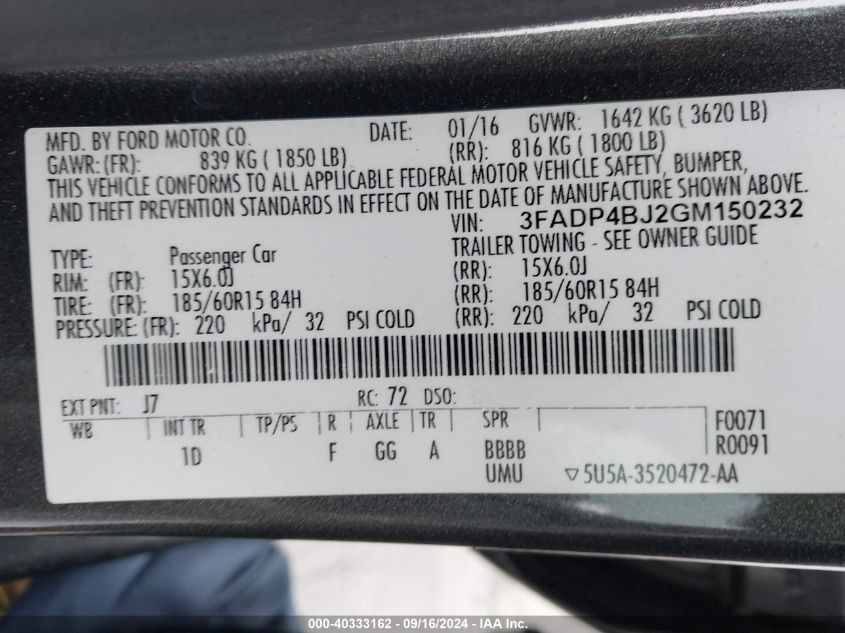 MFD. BY FORD MOTOR CO. DATE: 01/16 GVWR: 1642 KG ( 3620 LB)
GAWR: (FR): 839 KG ( 1850 LB) (RR): 816 KG ( 1800 LB)
THIS VEHICLE CONFORMS TO ALL APPLICABLE FEDERAL MOTOR VEHICLE SAFETY, BUMPER,
AND THEFT PREVENTION STANDARDS IN EFFECT ON THE DATE OF MANUFACTURE SHOWN ABOVE.
VIN: 3FADP4BJ2GM150232
TYPE: Passenger Car TRAILER TOWING - SEE OWNER GUIDE
RIM: (FR): 15X6.0J (RR): 15X6.0J
TIRE: (FR): 185/60R15 84H (RR): 185/60R15 84H
PRESSURE: (FR): 220 kPa/ 32 PSI COLD (RR): 220 kPa/ 32 PSI COLD
EXT PNT: J7 RC: 72 DSO:
WB INT TR TP/PS R AXLE TR SPR F0071
1D F GG A BBBB R0091
UMU ▽5U5A-3520472-AA
000-40333162 - 09/16/2024 - IAA Inc.